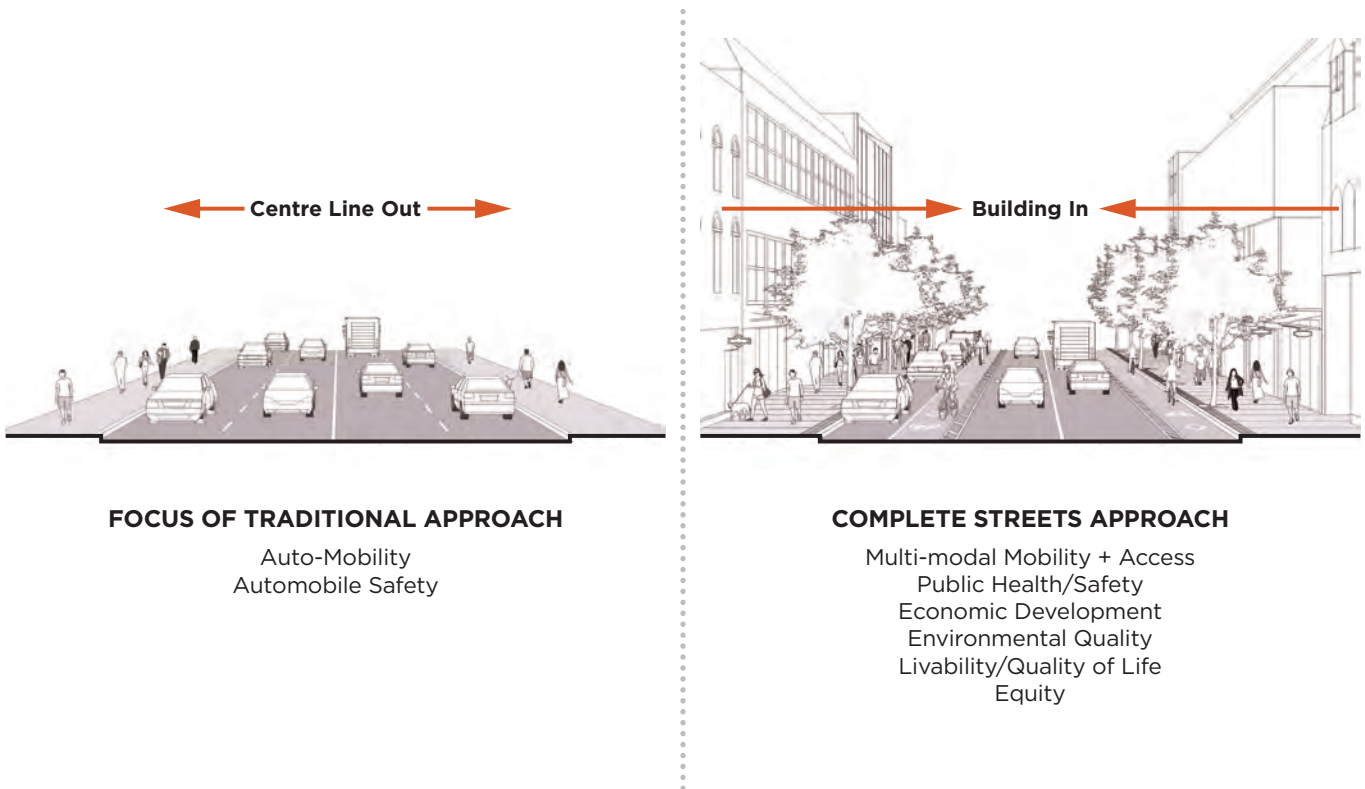 Centre Line Out
FOCUS OF TRADITIONAL APPROACH
Auto-Mobility
Automobile Safety
Building In
COMPLETE STREETS APPROACH
Multi-modal Mobility + Access
Public Health/Safety
Economic Development
Environmental Quality
Livability/Quality of Life
Equity